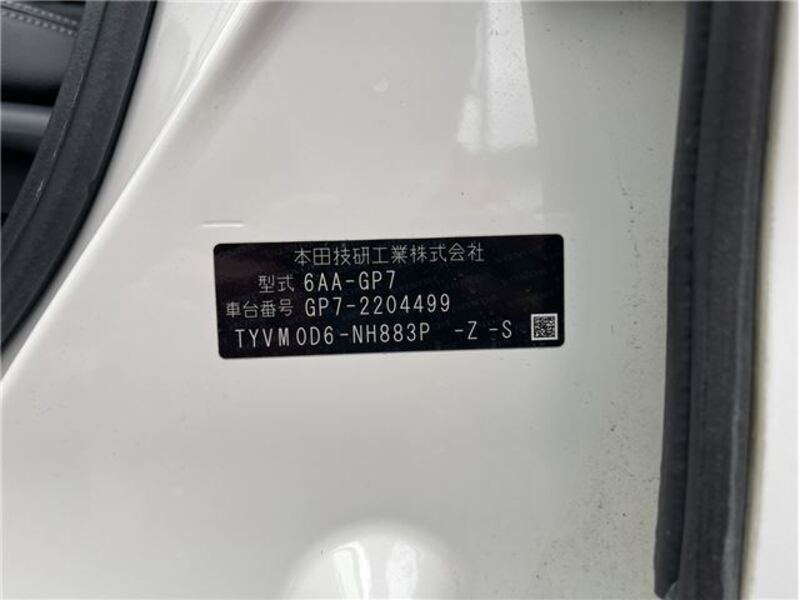 本田技研工業株式会社
型式 6AA-GP7
車台番号 GP7-2204499
TYVM0D6-NH883P -Z-S